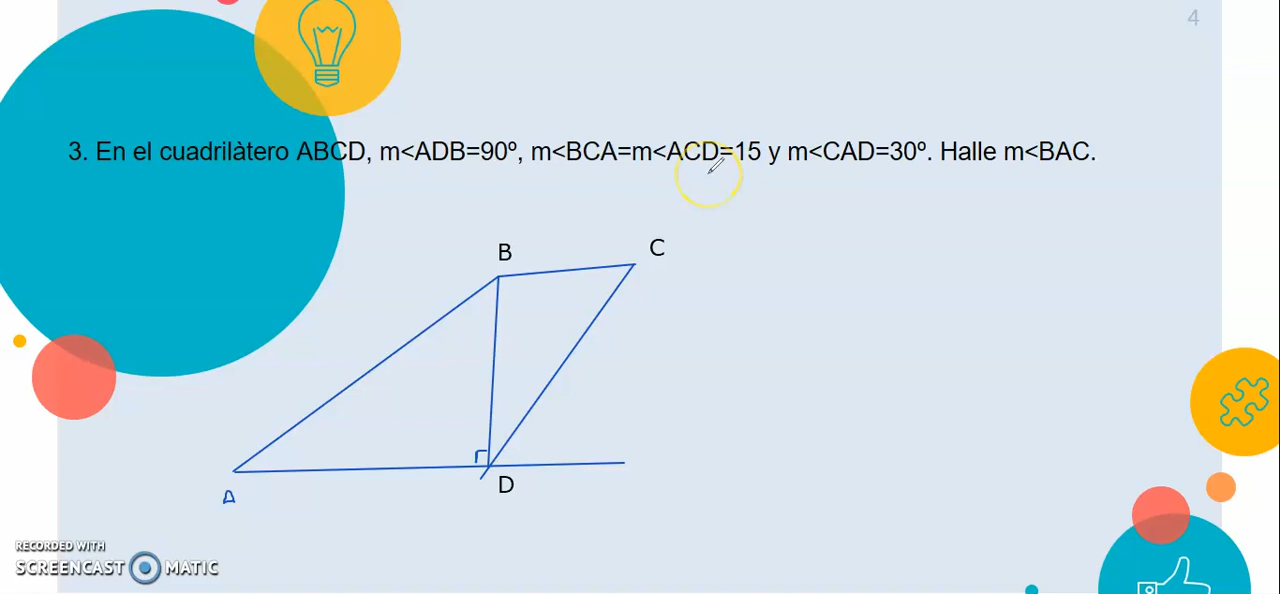 4
3. En el cuadrilàtero ABCD, m<ADB=90º, m<BCA=m<ACD=15 y m<CAD=30º. Halle m<BAC.
B
C
A
D
RECORDED WITH
SCREENCAST MATIC